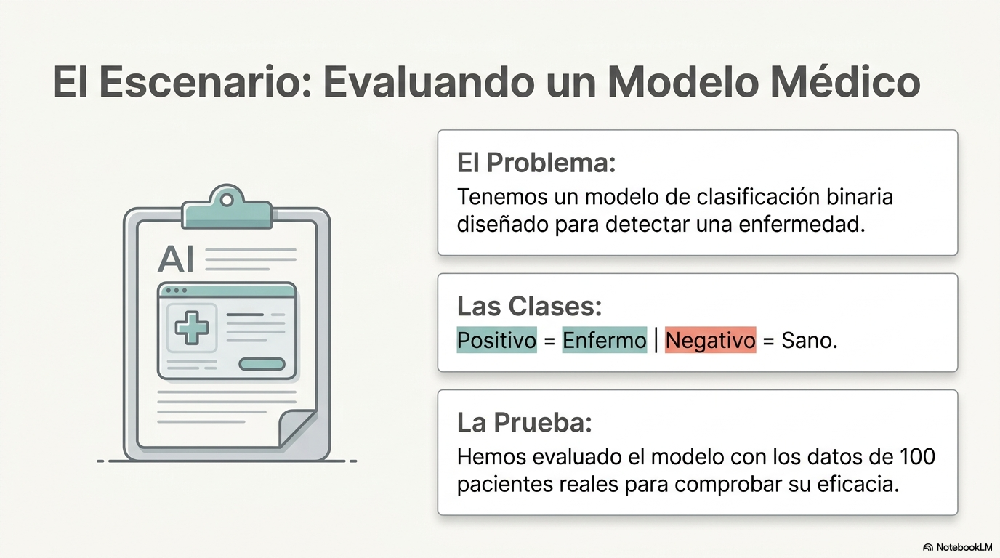 El Escenario: Evaluando un Modelo Médico
AI
El Problema:
Tenemos un modelo de clasificación binaria
diseñado para detectar una enfermedad.
Las Clases:
Positivo = Enfermo | Negativo = Sano.
La Prueba:
Hemos evaluado el modelo con los datos de 100
pacientes reales para comprobar su eficacia.
NotebookLM